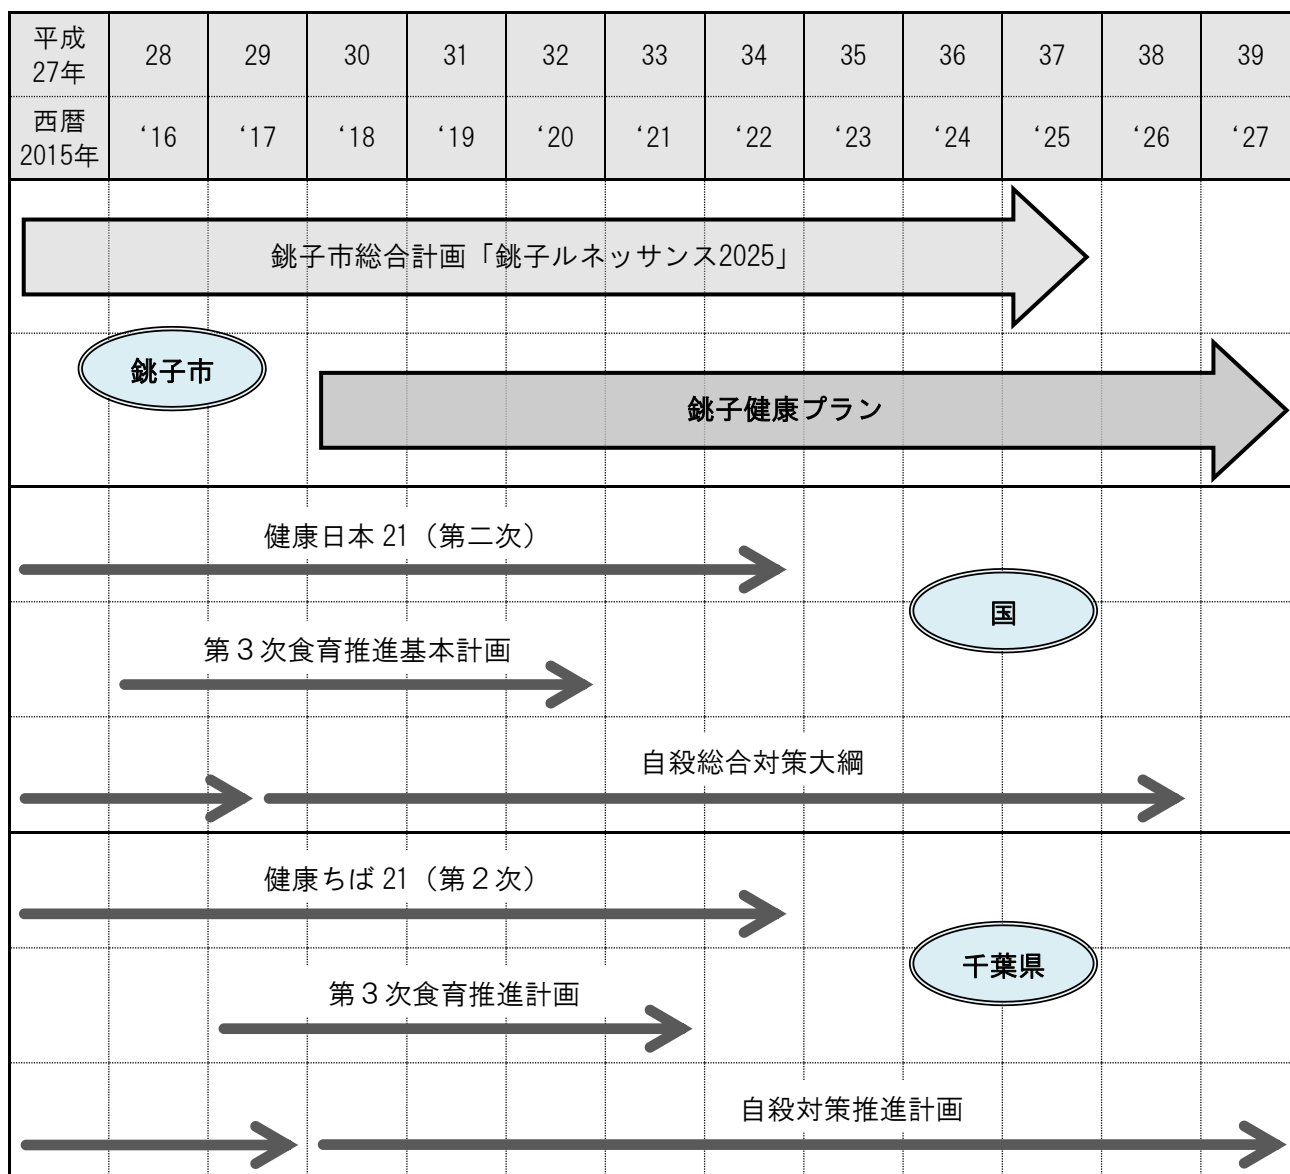 平成
27年 28 29 30 31 32 33 34 35 36 37 38 39
西暦
2015年 ‘16 ‘17 ‘18 ‘19 ‘20 ‘21 ‘22 ‘23 ‘24 ‘25 ‘26 ‘27
銚子市総合計画「銚子ルネッサンス2025」
銚子市
銚子健康プラン
健康日本 21（第二次）
国
第３次食育推進基本計画
自殺総合対策大綱
健康ちば 21（第２次）
千葉県
第３次食育推進計画
自殺対策推進計画